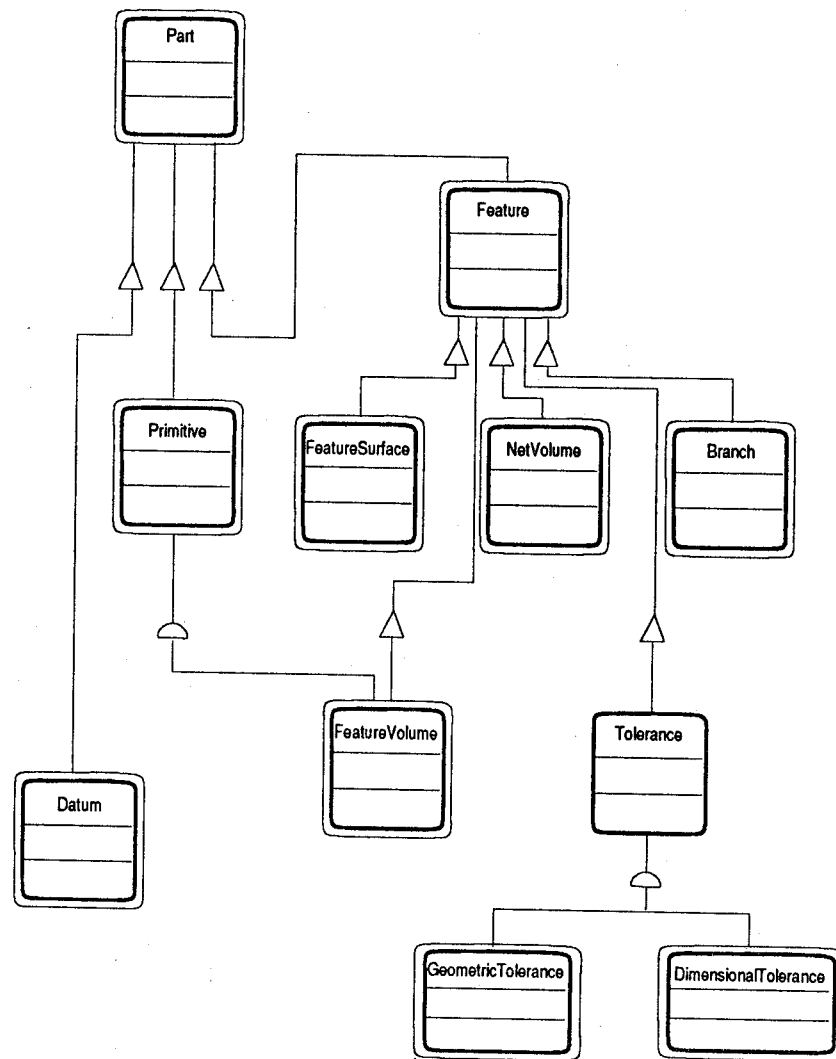 Part
Feature
Primitive
FeatureSurface
NetVolume
Branch
FeatureVolume
Tolerance
Datum
GeometricTolerance
DimensionalTolerance